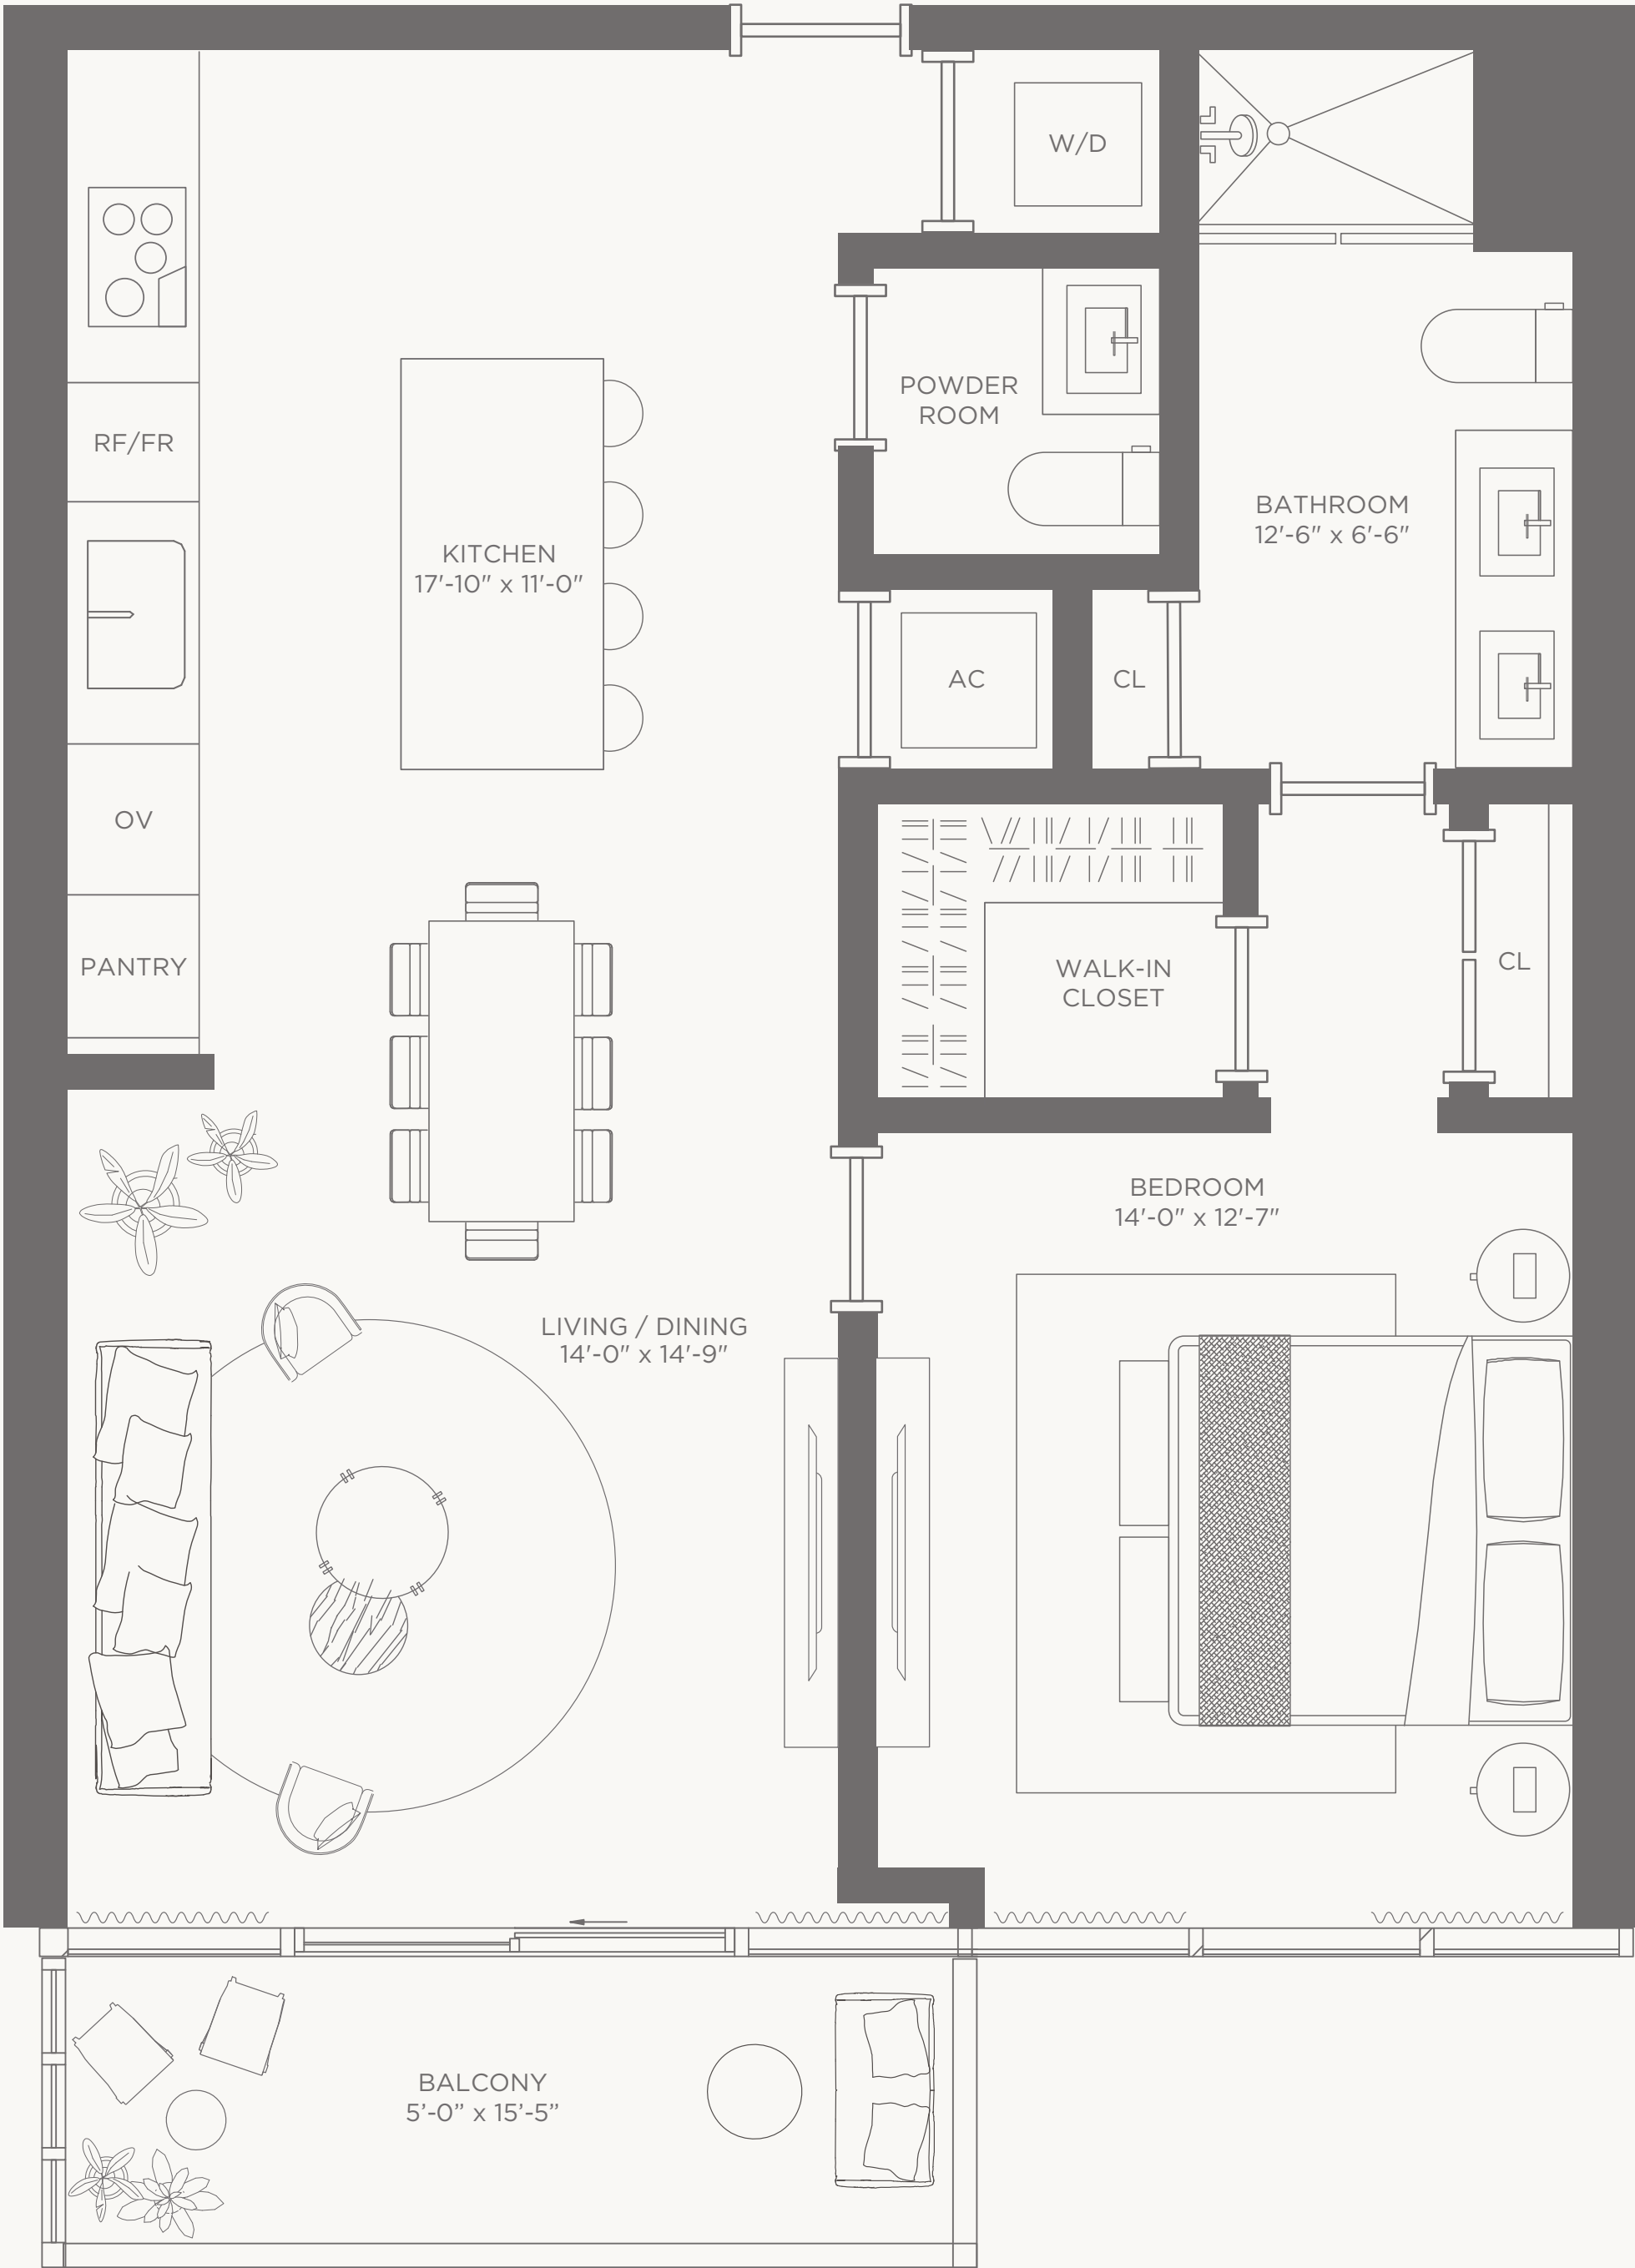 W/D
POWDER
ROOM
RF/FR
BATHROOM
12'-6" x 6'-6"
KITCHEN
17'-10" x 11'-0"
AC
CL
OV
PANTRY
WALK-IN
CLOSET
CL
BEDROOM
14'-0" x 12'-7"
LIVING / DINING
14'-0" x 14'-9"
BALCONY
5’-0” x 15’-5”